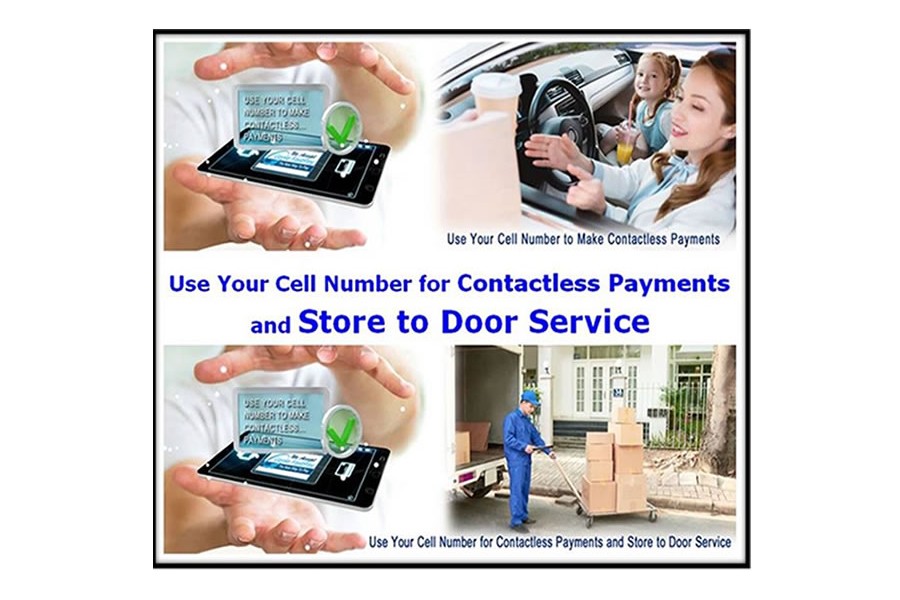 USE YOUR CELL
NUMBER TO MAKE
CONTACTLESS...
PAYMENTS
Use Your Cell Number to Make Contactless Payments
Use Your Cell Number for Contactless Payments
and Store to Door Service
USE YOUR CELL
NUMBER TO MAKE
CONTACTLESS...
PAYMENTS
Use Your Cell Number for Contactless Payments and Store to Door Service